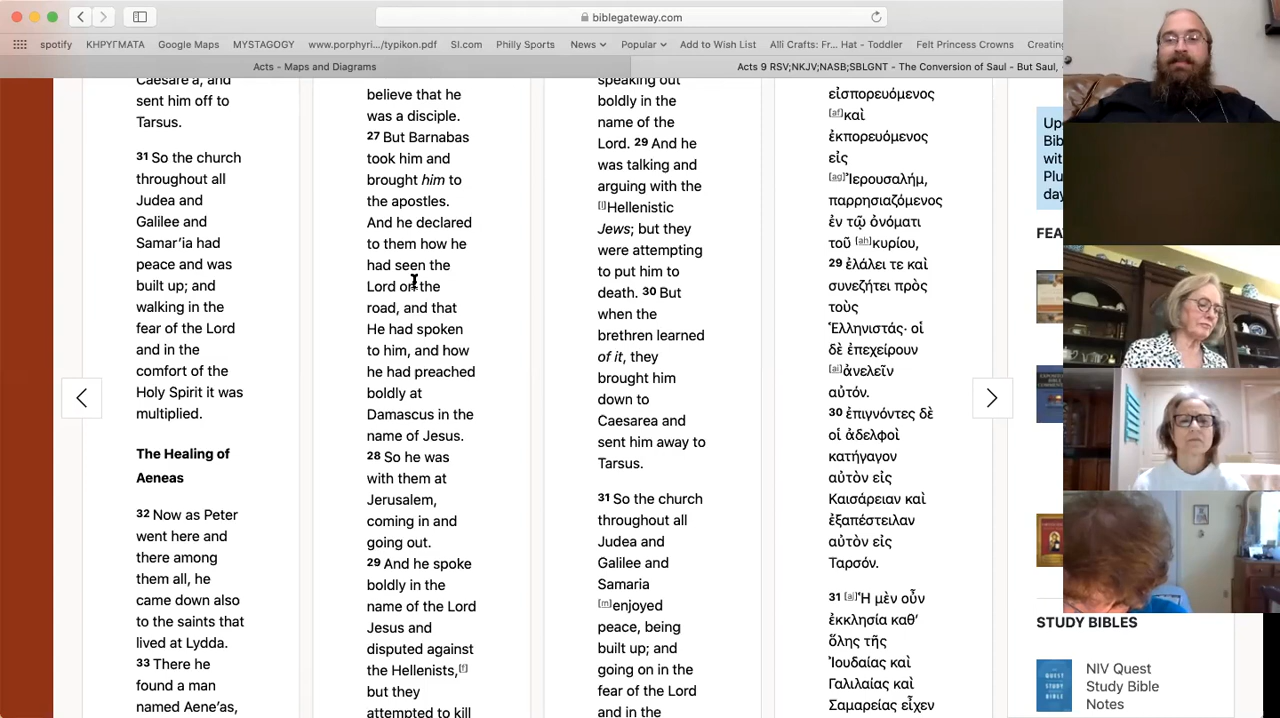 biblegateway.com
spotify ΚΗΡΥΓΜΑΤΑ Google Maps MYSTAGOGY www.porphyri.../typikon.pdf SI.com Philly Sports News Popular Add to Wish List Alli Crafts: Fr... Hat - Toddler Felt Princess Crowns Creating
Acts - Maps and Diagrams
Acts 9 RSV;NKJV;NASB;SBLGNT - The Conversion of Saul - But Saul,
Caesare'a, and
sent him off to
Tarsus.
31 So the church
throughout all
Judea and
Galilee and
Samar'ia had
peace and was
built up; and
walking in the
fear of the Lord
and in the
comfort of the
Holy Spirit it was
multiplied.
The Healing of
Aeneas
32 Now as Peter
went here and
there among
them all, he
came down also
to the saints that
lived at Lydda.
33 There he
found a man
named Aene'as,
believe that he
was a disciple.
27 But Barnabas
took him and
brought him to
the apostles.
And he declared
to them how he
had seen the
Lord on the
road, and that
He had spoken
to him, and how
he had preached
boldly at
Damascus in the
name of Jesus.
28 So he was
with them at
Jerusalem,
coming in and
going out.
29 And he spoke
boldly in the
name of the Lord
Jesus and
disputed against
the Hellenists,[f]
but they
attempted to kill
speaking out
boldly in the
name of the
Lord. 29 And he
was talking and
arguing with the
[l]Hellenistic
Jews; but they
were attempting
to put him to
death. 30 But
when the
brethren learned
of it, they
brought him
down to
Caesarea and
sent him away to
Tarsus.
31 So the church
throughout all
Judea and
Galilee and
Samaria
[m]enjoyed
peace, being
built up; and
going on in the
fear of the Lord
and in the
εἰσπορευόμενος
[af]καὶ
ἐκπορευόμενος
εἰς
[ag]Ἰερουσαλήμ,
παρρησιαζόμενος
ἐν τῷ ὀνόματι
τοῦ [ah]κυρίου,
29 ἐλάλει τε καὶ
συνεζήτει πρὸς
τοὺς
Ἑλληνιστάς· οἱ
δὲ ἐπεχείρουν
[ai]ἀνελεῖν
αὐτόν.
30 ἐπιγνόντες δὲ
οἱ ἀδελφοὶ
κατήγαγον
αὐτὸν εἰς
Καισάρειαν καὶ
ἐξαπέστειλαν
αὐτὸν εἰς
Ταρσόν.
31 [aj]Ἡ μὲν οὖν
ἐκκλησία καθ'
ὅλης τῆς
Ἰουδαίας καὶ
Γαλιλαίας καὶ
Σαμαρείας εἶχεν
Up
Bib
wit
Plu
day
FEA
STUDY BIBLES
NIV Quest
Study Bible
Notes